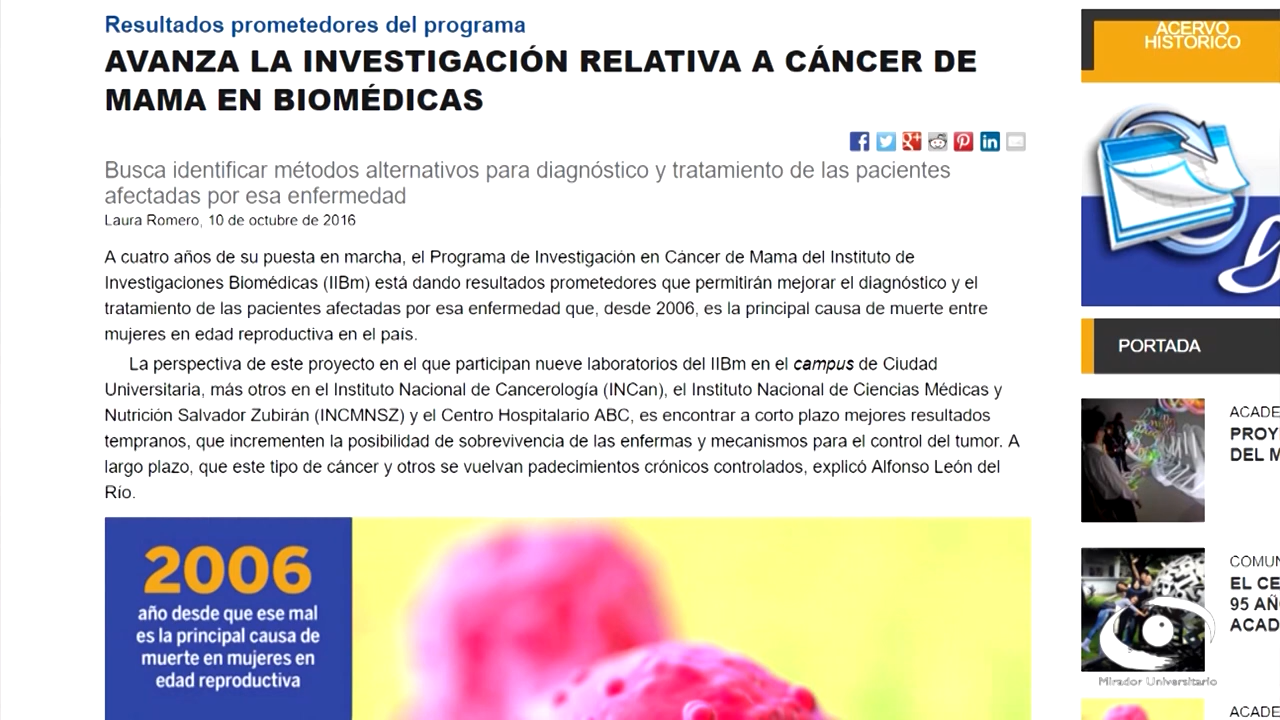 Resultados prometedores del programa
AVANZA LA INVESTIGACIÓN RELATIVA A CÁNCER DE
MAMA EN BIOMÉDICAS
Busca identificar métodos alternativos para diagnóstico y tratamiento de las pacientes
afectadas por esa enfermedad
Laura Romero, 10 de octubre de 2016
A cuatro años de su puesta en marcha, el Programa de Investigación en Cáncer de Mama del Instituto de
Investigaciones Biomédicas (IIBm) está dando resultados prometedores que permitirán mejorar el diagnóstico y el
tratamiento de las pacientes afectadas por esa enfermedad que, desde 2006, es la principal causa de muerte entre
mujeres en edad reproductiva en el país.
La perspectiva de este proyecto en el que participan nueve laboratorios del IIBm en el campus de Ciudad
Universitaria, más otros en el Instituto Nacional de Cancerología (INCan), el Instituto Nacional de Ciencias Médicas y
Nutrición Salvador Zubirán (INCMNSZ) y el Centro Hospitalario ABC, es encontrar a corto plazo mejores resultados
tempranos, que incrementen la posibilidad de sobrevivencia de las enfermas y mecanismos para el control del tumor. A
largo plazo, que este tipo de cáncer y otros se vuelvan padecimientos crónicos controlados, explicó Alfonso León del
Río.
2006
año desde que ese mal
es la principal causa de
muerte en mujeres en
edad reproductiva
ACERVO
HISTÓRICO
PORTADA
ACADE
PROY
DEL M
COMUN
EL CE
95 AÑO
ACAD
Mirador Universitario
ACADE